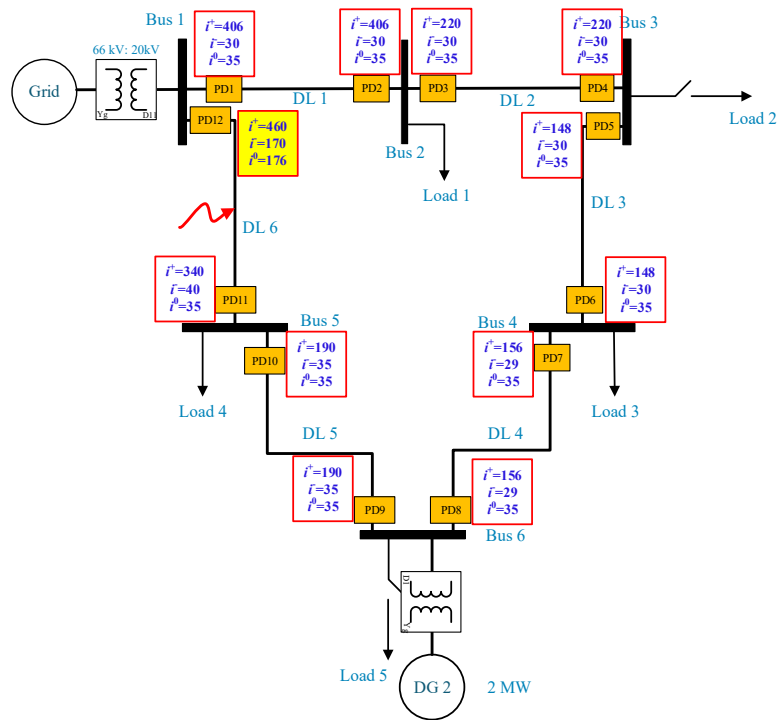 Bus 1
i⁺=406
i⁻=30
i⁰=35
i⁺=406
i⁻=30
i⁰=35
i⁺=220
i⁻=30
i⁰=35
i⁺=220
i⁻=30
i⁰=35
Bus 3
66 kV: 20kV
Grid
Yg
D11
PD1
DL 1
PD2
PD3
DL 2
PD4
PD12
i⁺=460
i⁻=170
i⁰=176
Bus 2
i⁺=148
i⁻=30
i⁰=35
PD5
Load 2
Load 1
DL 3
DL 6
i⁺=340
i⁻=40
i⁰=35
PD11
PD6
i⁺=148
i⁻=30
i⁰=35
Bus 5
Bus 4
PD10
i⁺=190
i⁻=35
i⁰=35
i⁺=156
i⁻=29
i⁰=35
PD7
Load 4
Load 3
DL 5
DL 4
i⁺=190
i⁻=35
i⁰=35
PD9
PD8
i⁺=156
i⁻=29
i⁰=35
Bus 6
Yg
Load 5
DG 2
2 MW